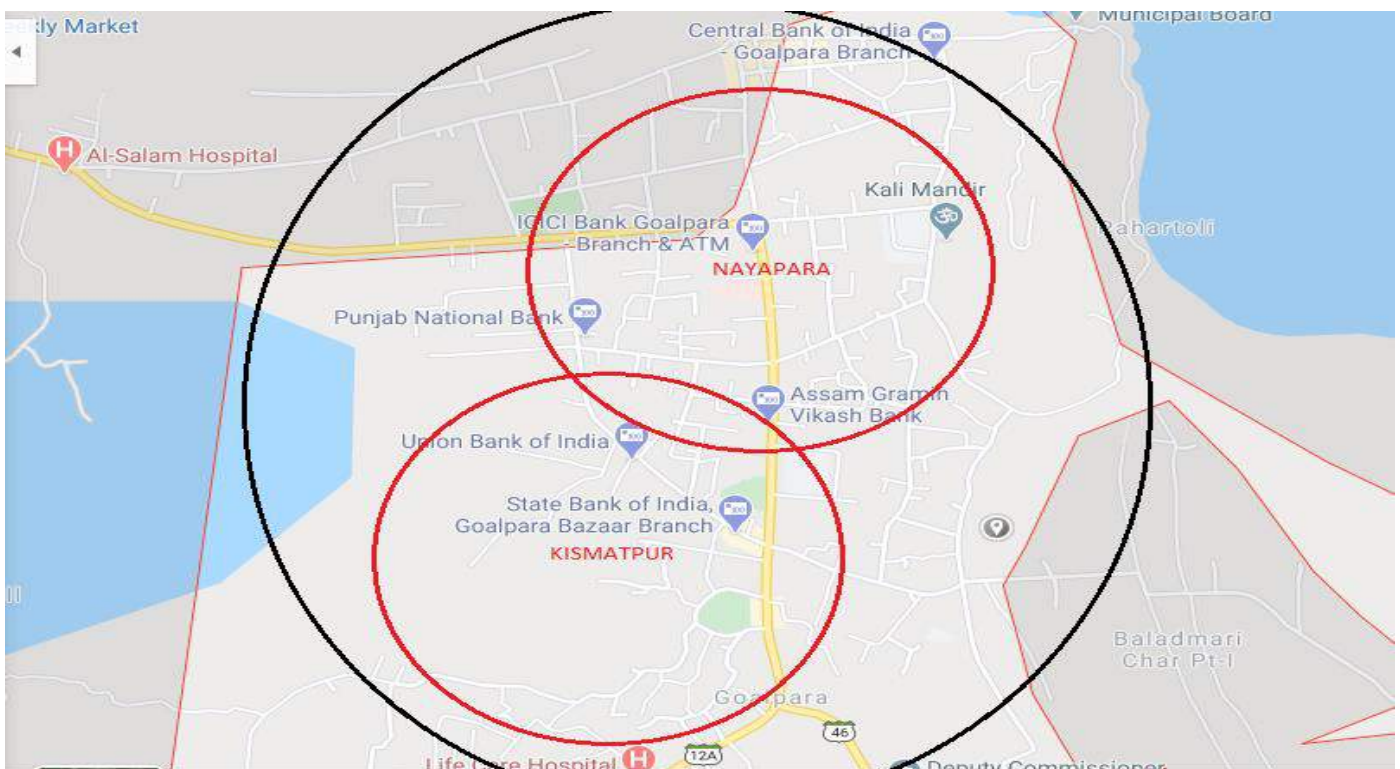 ekly Market
Municipal Board
Central Bank of India
- Goalpara Branch
Al-Salam Hospital
Kali Mandir
Pahartoli
ICICI Bank Goalpara
- Branch & ATM
NAYAPARA
Punjab National Bank
Assam Gramin
Vikash Bank
Union Bank of India
State Bank of India,
Goalpara Bazaar Branch
KISMATPUR
Baladmari
Char Pt-I
Goalpara
46
12A
Life Care Hospital
Deputy Commissioner